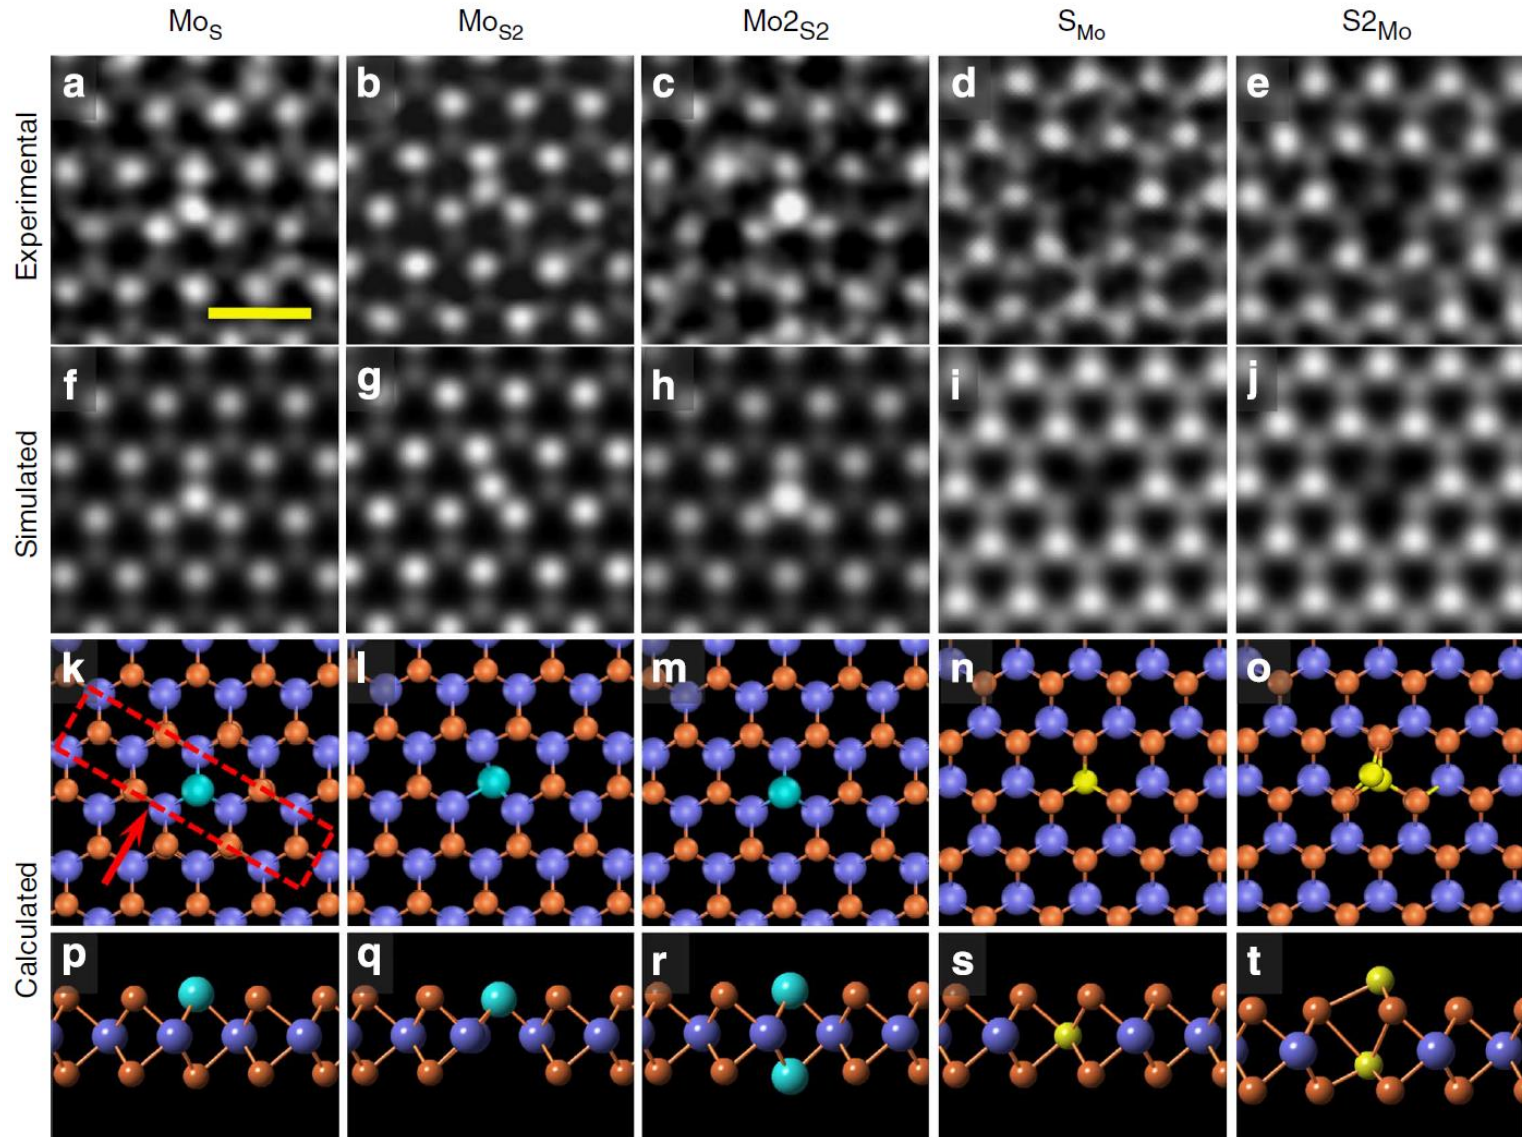 Mo_S Mo_S2 Mo2_S2 S_Mo S2_Mo
Experimental
a b c d e
Simulated
f g h i j
Calculated
k l m n o
p q r s t